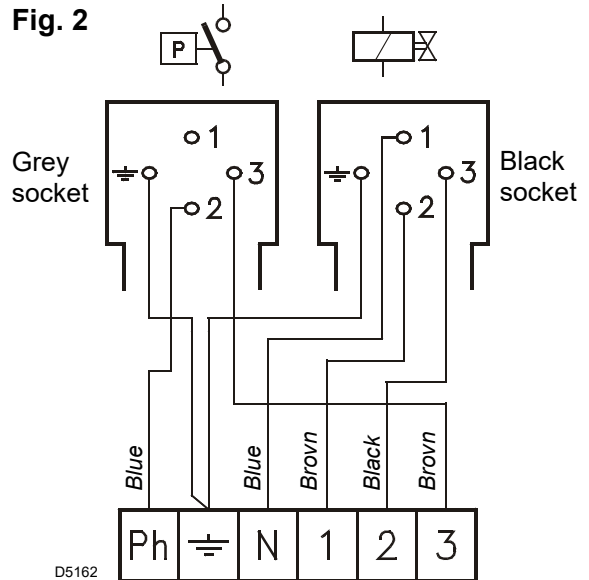 Fig. 2
P
Grey
socket
1
3
2
1
3
2
Black
socket
Blue
Blue
Brovn
Black
Brovn
Ph
N
1
2
3
D5162